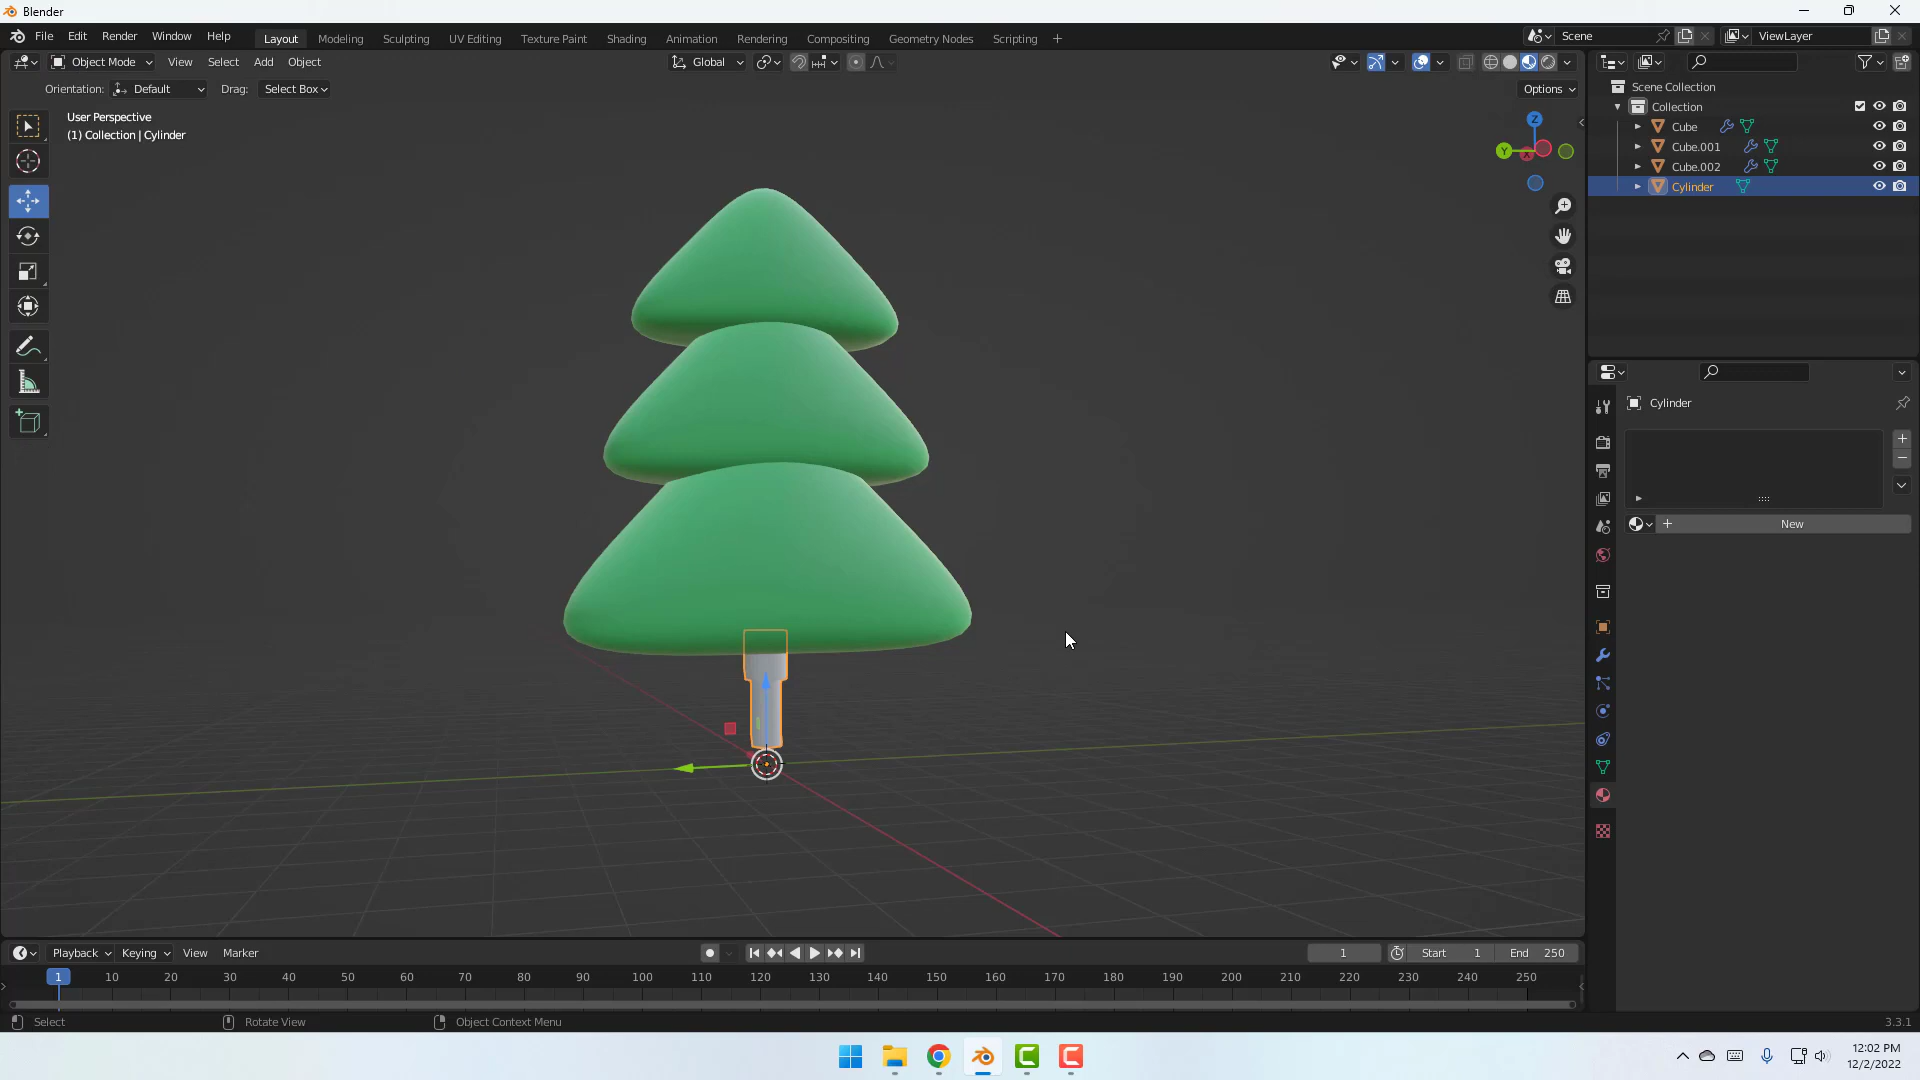 Blender
File Edit Render Window Help
Layout Modeling Sculpting UV Editing Texture Paint Shading Animation Rendering Compositing Geometry Nodes Scripting +
Scene
ViewLayer
Object Mode View Select Add Object
Global
Orientation: Default Drag: Select Box
Options
User Perspective
(1) Collection | Cylinder
Z
Y
X
Scene Collection
Collection
Cube
Cube.001
Cube.002
Cylinder
Cylinder
New
Playback Keying View Marker
1 Start 1 End 250
1 10 20 30 40 50 60 70 80 90 100 110 120 130 140 150 160 170 180 190 200 210 220 230 240 250
Select Rotate View Object Context Menu
3.3.1
12:02 PM
12/2/2022